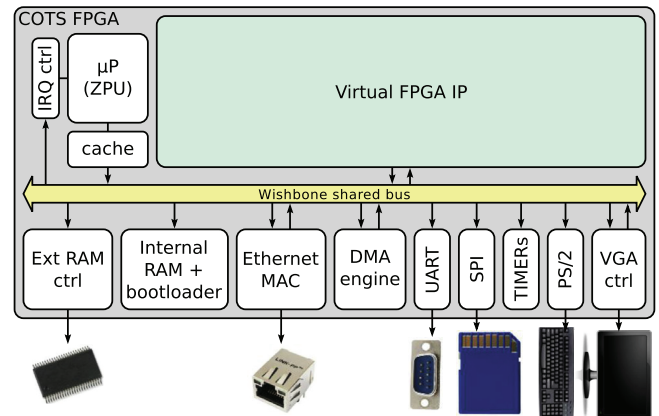 COTS FPGA
IRQ ctrl
µP
(ZPU)
cache
Virtual FPGA IP
Wishbone shared bus
Ext RAM
ctrl
Internal
RAM +
bootloader
Ethernet
MAC
DMA
engine
UART
SPI
TIMERs
PS/2
VGA
ctrl